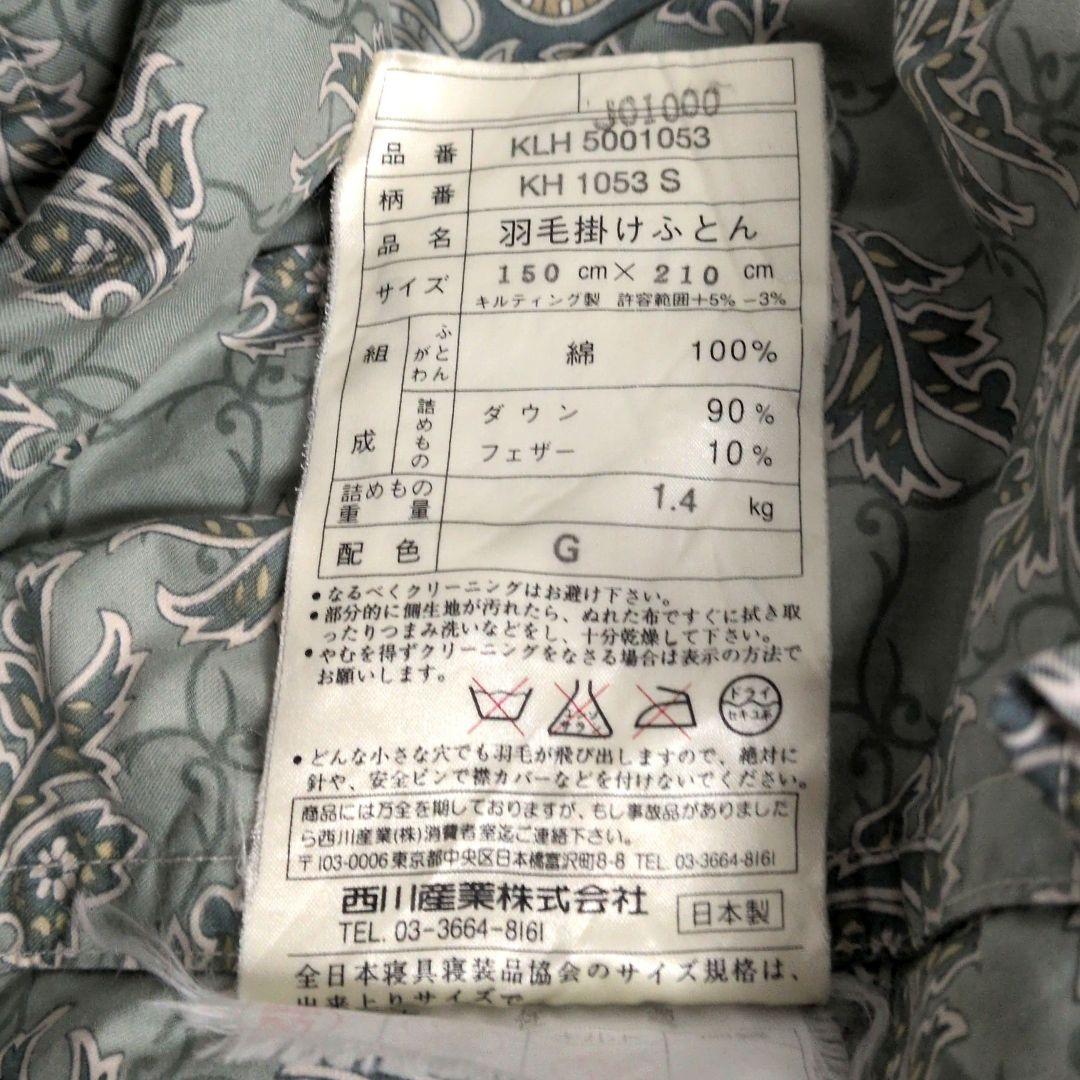 J01000
品番 KLH 5001053
柄番 KH 1053 S
品名 羽毛掛けふとん
サイズ 150 cm × 210 cm
キルティング製 許容範囲+5% -3%
組成 ふとんがわ 綿 100%
詰めもの ダウン 90%
フェザー 10%
詰めもの重量 1.4 kg
配色 G
•なるべくクリーニングはお避け下さい。
•部分的に側生地が汚れたら、ぬれた布ですぐに拭き取
ったりつまみ洗いなどをし、十分乾燥して下さい。
•やむを得ずクリーニングをなさる場合は表示の方法で
お願いします。
エンソサラシ ドライ
セキユ系
•どんな小さな穴でも羽毛が飛び出しますので、絶対に
針や、安全ピンで襟カバーなどを付けないでください。
商品には万全を期しておりますが、もし事故品がありました
ら西川産業(株)消費者室迄ご連絡下さい。
〒103-0006 東京都中央区日本橋富沢町8-8 TEL 03-3664-8161
西川産業株式会社 日本製
TEL. 03-3664-8161
全日本寝具寝装品協会のサイズ規格は、
出来上りサイズで